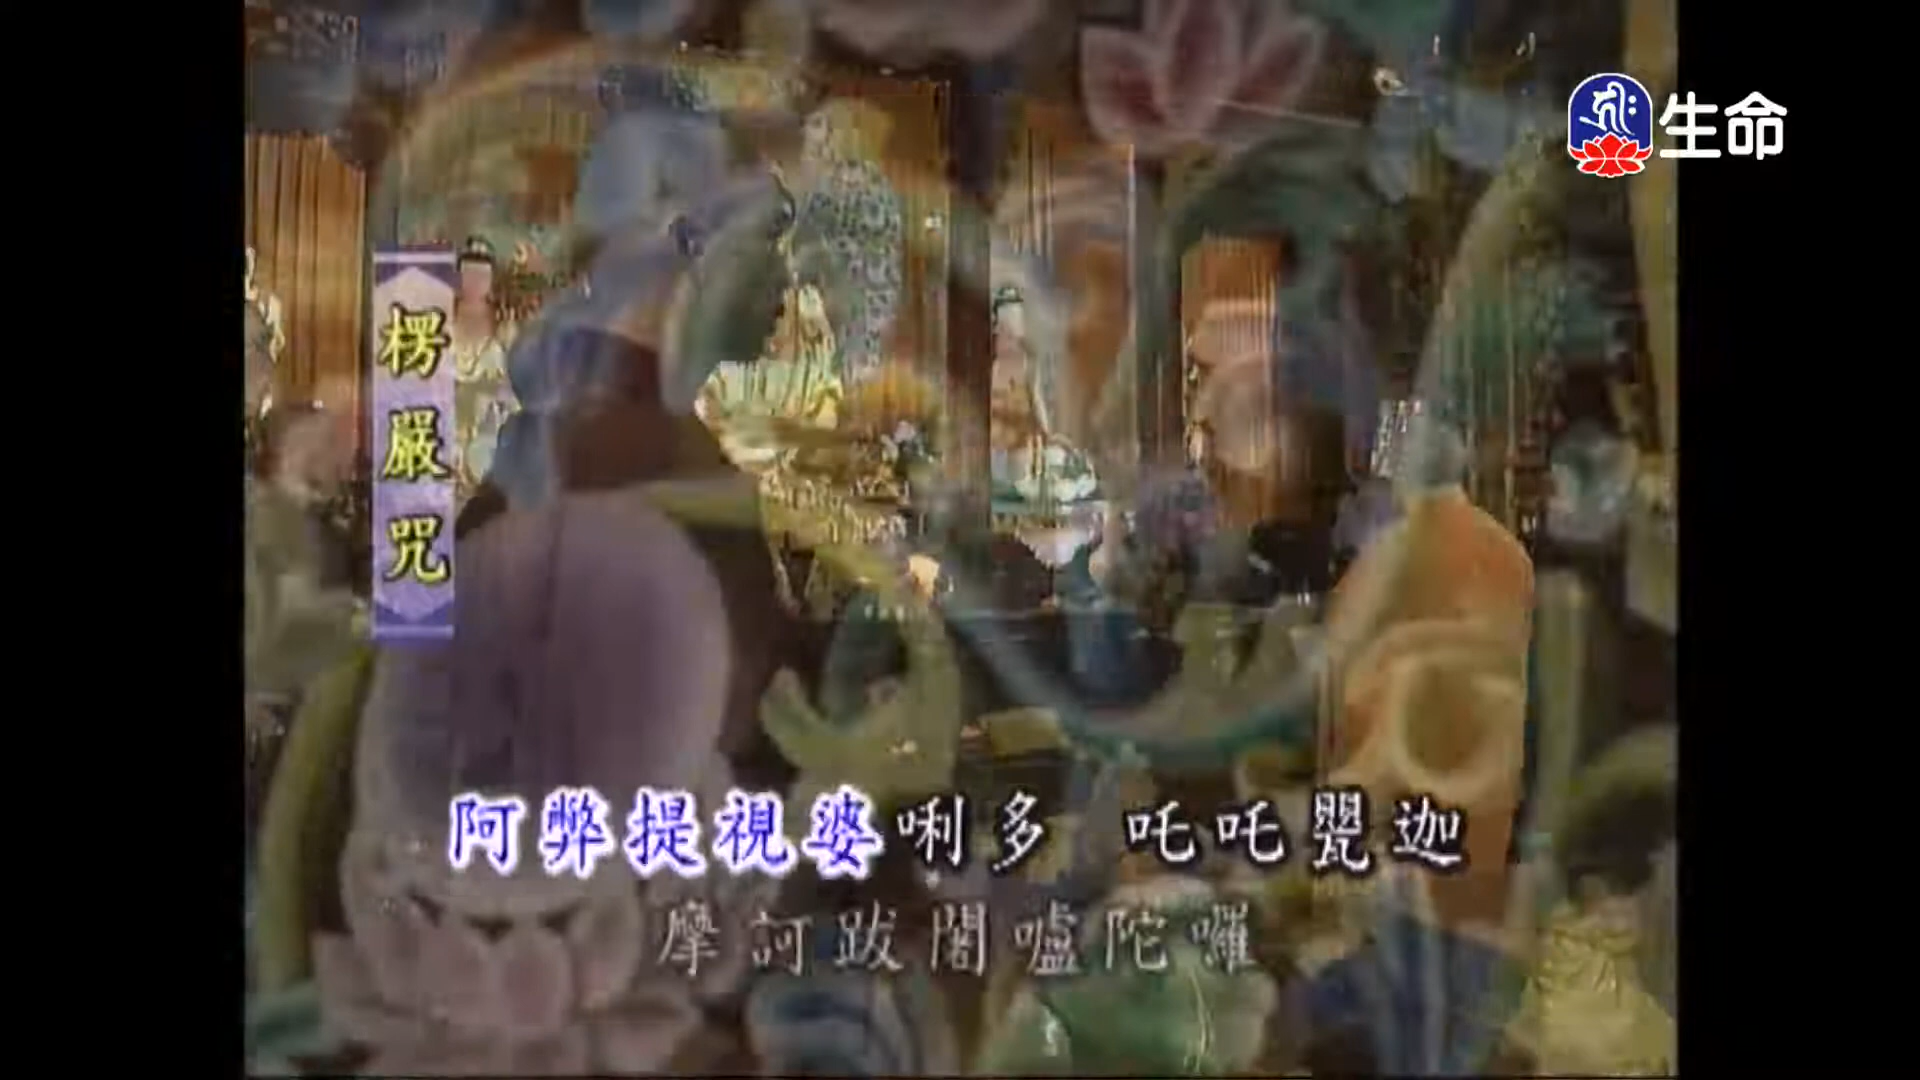 生命
楞嚴咒
阿弊提視婆唎多 吒吒甖迦
摩訶跋闍嚧陀囉